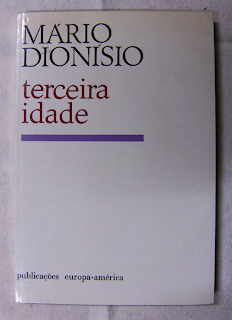 MÁRIO
DIONÍSIO
terceira
idade
publicações europa-américa